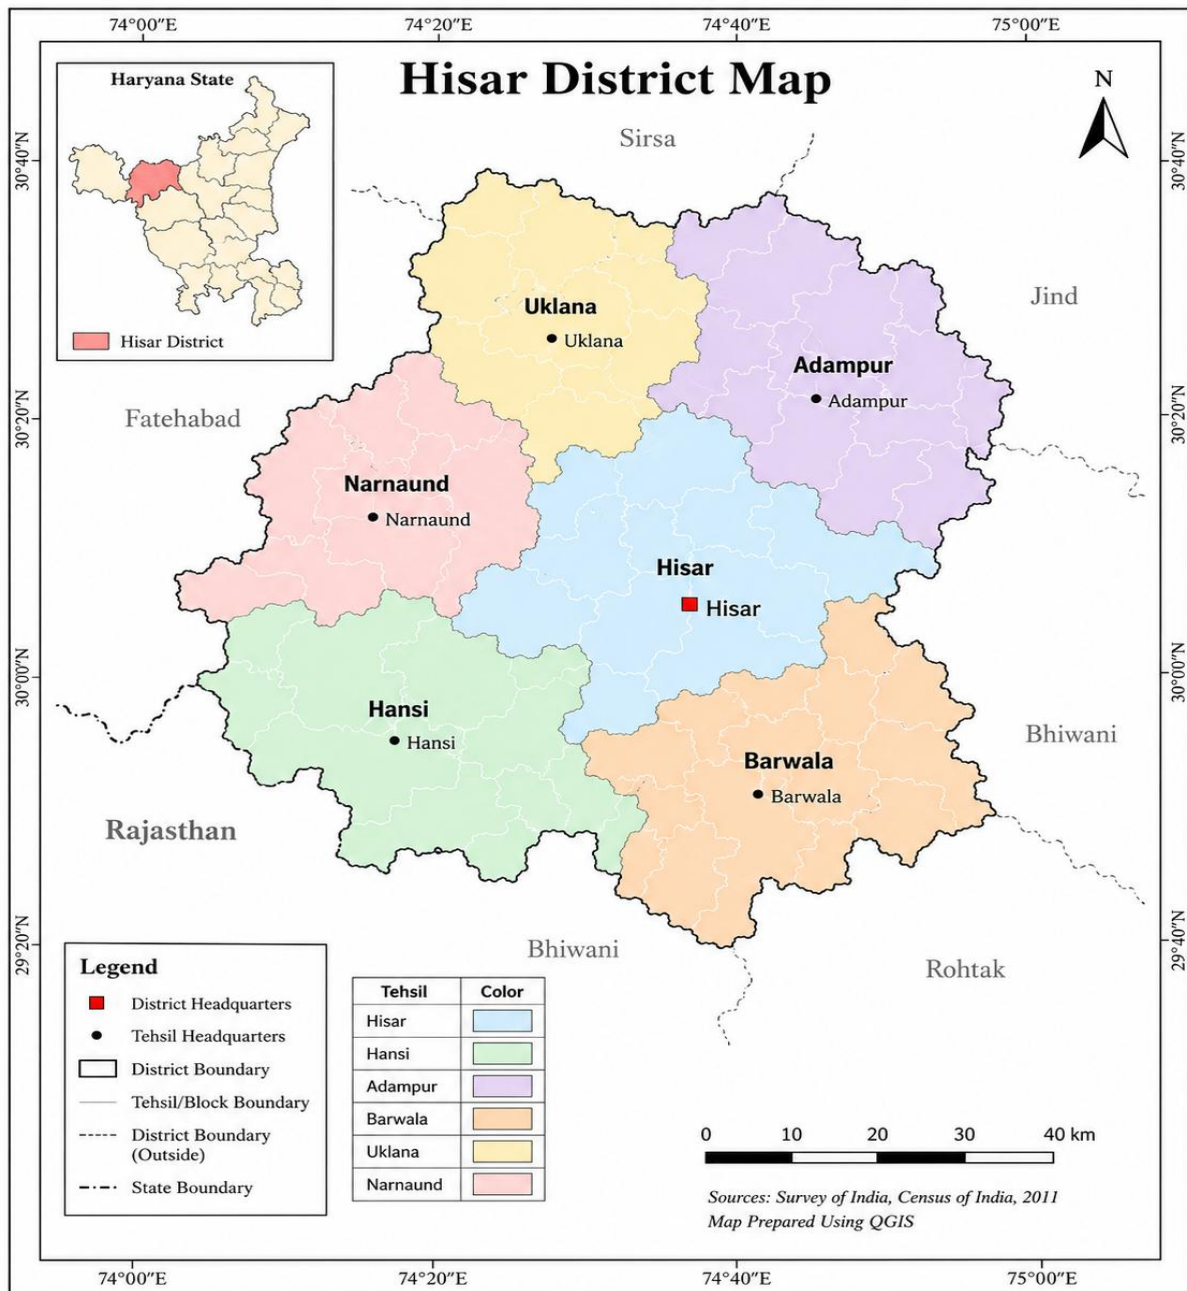 74°00″E
74°20″E
74°40″E
75°00″E
Hisar District Map
Haryana State
Hisar District
N
Sirsa
30°40″N
30°40″N
Jind
Uklana
Uklana
Adampur
Adampur
Fatehabad
30°20″N
30°20″N
Narnaund
Narnaund
Hisar
Hisar
30°00″N
30°00″N
Hansi
Hansi
Bhiwani
Barwala
Barwala
Rajasthan
29°20″N
29°40″N
Bhiwani
Rohtak
Legend
District Headquarters
Tehsil Headquarters
District Boundary
Tehsil/Block Boundary
District Boundary
(Outside)
State Boundary
Tehsil Color
Hisar
Hansi
Adampur
Barwala
Uklana
Narnaund
0 10 20 30 40 km
Sources: Survey of India, Census of India, 2011
Map Prepared Using QGIS
74°00″E
74°20″E
74°40″E
75°00″E